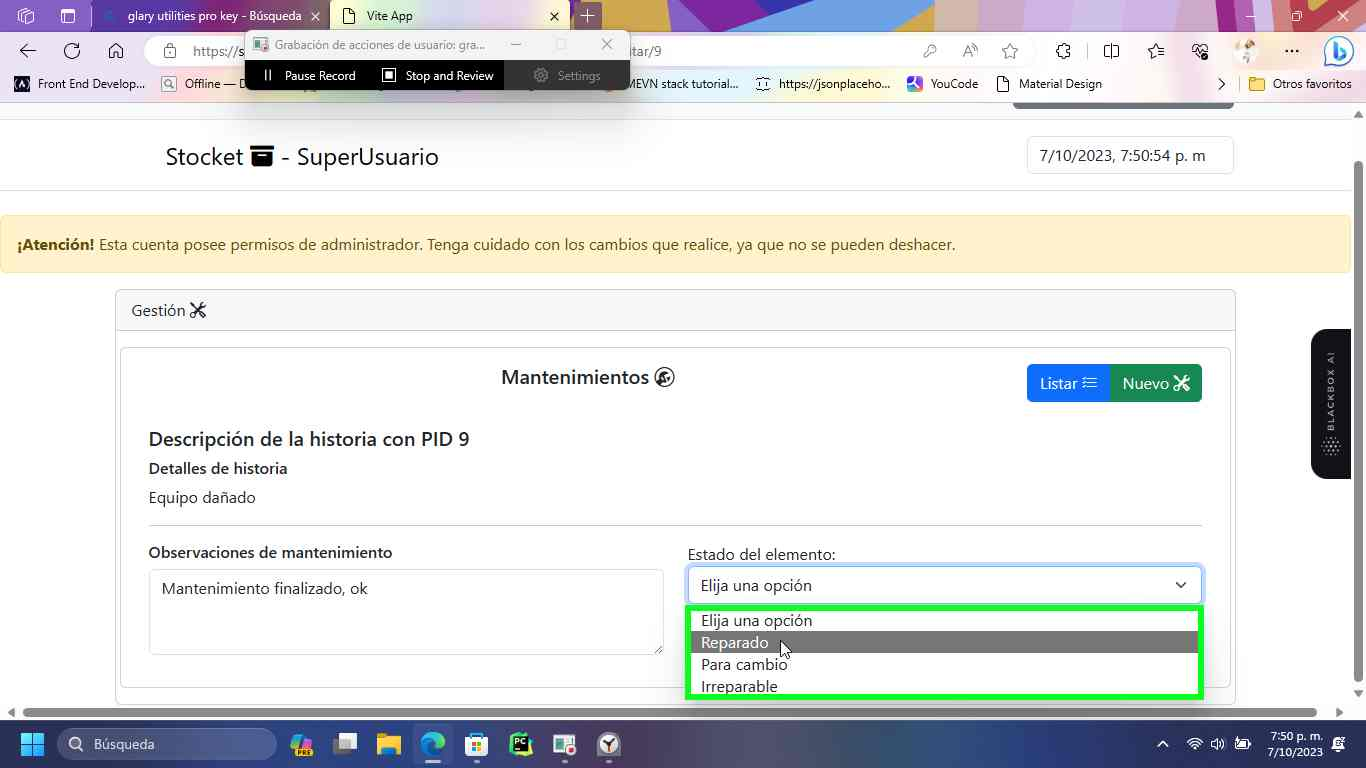 glary utilities pro key - Búsqueda
Vite App
https://s
Grabación de acciones de usuario: gra...
tar/9
Pause Record
Stop and Review
Settings
Front End Develop...
Offline —
MEVN stack tutorial...
https://jsonplaceho...
YouCode
Material Design
Otros favoritos
Stocket - SuperUsuario
7/10/2023, 7:50:54 p. m
¡Atención! Esta cuenta posee permisos de administrador. Tenga cuidado con los cambios que realice, ya que no se pueden deshacer.
Gestión
Mantenimientos
Listar
Nuevo
BLACKBOX AI
Descripción de la historia con PID 9
Detalles de historia
Equipo dañado
Observaciones de mantenimiento
Mantenimiento finalizado, ok
Estado del elemento:
Elija una opción
Elija una opción
Reparado
Para cambio
Irreparable
Búsqueda
PRE
PC
7:50 p. m.
7/10/2023